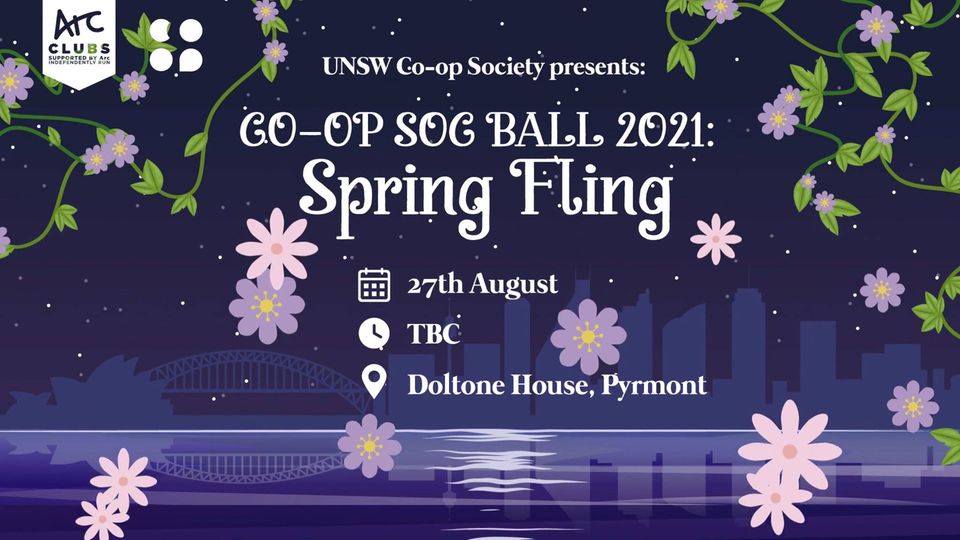 Arc
CLUBS
SUPPORTED BY Arc
INDEPENDENTLY RUN
UNSW Co-op Society presents:
CO-OP SOC BALL 2021:
Spring Fling
27th August
TBC
Doltone House, Pyrmont